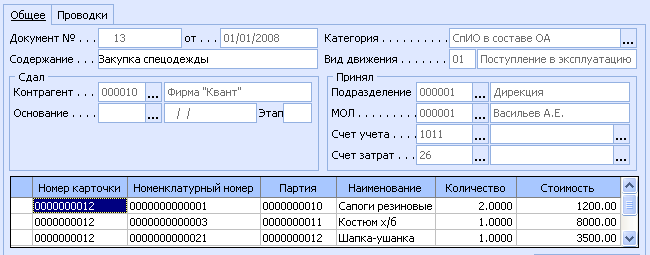 Общее Проводки
Документ № . . . 13 от . . . 01/01/2008 Категория . . . . . . . . . . . СпИО в составе ОА ...
Содержание . . . Закупка спецодежды Вид движения . . . . . . . 01 Поступление в эксплуатацию
Сдал Принял
Контрагент . . . 000010 ... Фирма "Квант" Подразделение 000001 ... Дирекция
Основание . . . . ... / / Этап МОЛ . . . . . . . . . . 000001 ... Васильев А.Е.
Счет учета . . . . 1011 ... ...
Счет затрат . . . 26 ... ...
Номер карточки Номенклатурный номер Партия Наименование Количество Стоимость
0000000012 0000000000001 0000000010 Сапоги резиновые 2.0000 1200.00
0000000012 0000000000003 0000000011 Костюм х/б 1.0000 8000.00
0000000012 0000000000021 0000000012 Шапка-ушанка 1.0000 3500.00